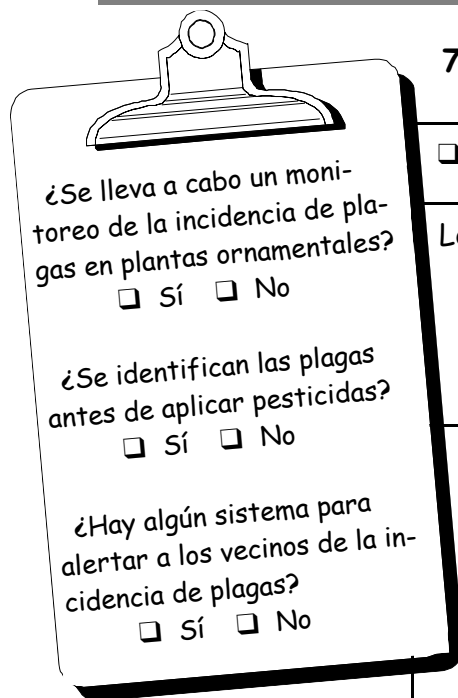 ¿Se lleva a cabo un moni-
toreo de la incidencia de pla-
gas en plantas ornamentales?
❏ Sí ❏ No
¿Se identifican las plagas
antes de aplicar pesticidas?
❏ Sí ❏ No
¿Hay algún sistema para
alertar a los vecinos de la in-
cidencia de plagas?
❏ Sí ❏ No
7
❏